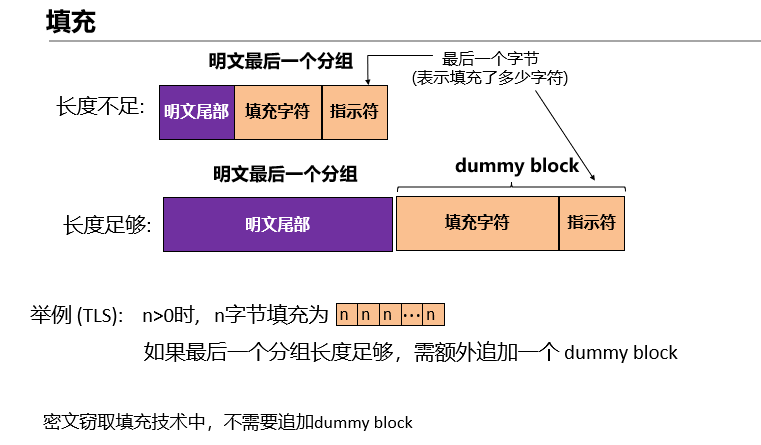 填充
明文最后一个分组
最后一个字节
(表示填充了多少字符)
长度不足:
明文尾部 填充字符 指示符
明文最后一个分组
dummy block
长度足够:
明文尾部 填充字符 指示符
举例 (TLS): n>0时，n字节填充为 n n n ⋯ n
如果最后一个分组长度足够，需额外追加一个 dummy block
密文窃取填充技术中，不需要追加dummy block